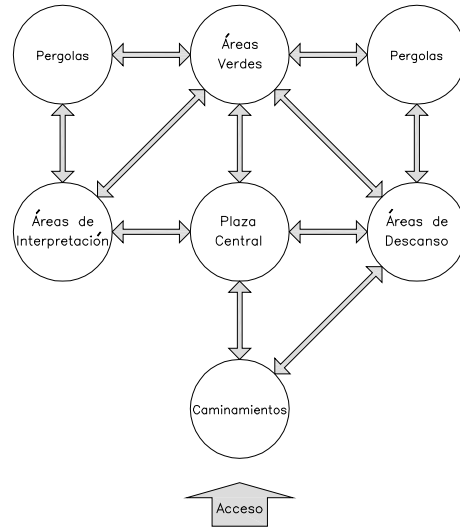 Pergolas
Áreas
Verdes
Pergolas
Áreas de
Interpretación
Plaza
Central
Áreas de
Descanso
Caminamientos
Acceso